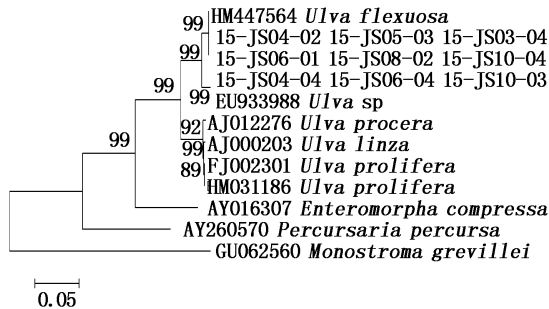 99 HM447564 Ulva flexuosa
15-JS04-02 15-JS05-03 15-JS03-04
99 15-JS06-01 15-JS08-02 15-JS10-04
15-JS04-04 15-JS06-04 15-JS10-03
99 EU933988 Ulva sp
92 AJ012276 Ulva procera
99 99 AJ000203 Ulva linza
89 FJ002301 Ulva prolifera
HM031186 Ulva prolifera
AY016307 Enteromorpha compressa
AY260570 Percursaria percursa
GU062560 Monostroma grevillei
0.05